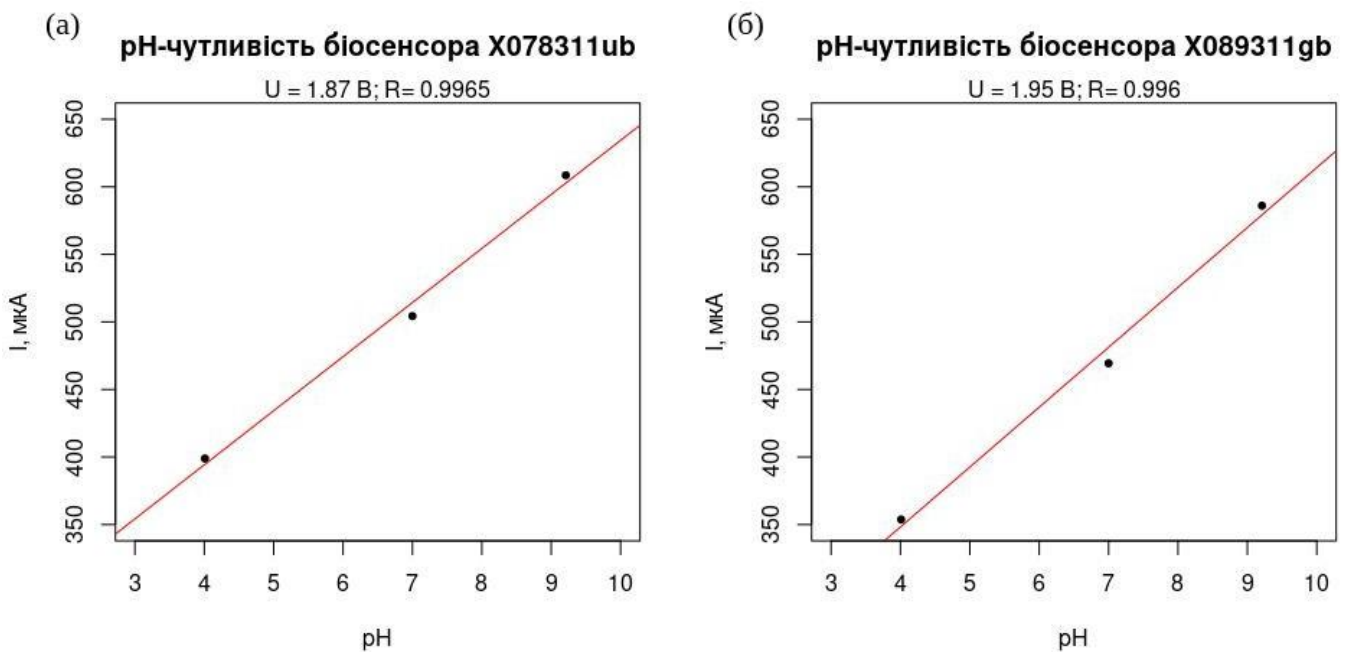 (а)
pH-чутливість біосенсора X078311ub
U = 1.87 В; R= 0.9965
650
600
550
500
450
400
350
I, мкА
3 4 5 6 7 8 9 10
pH
(б)
pH-чутливість біосенсора X089311gb
U = 1.95 В; R= 0.996
650
600
550
500
450
400
350
I, мкА
3 4 5 6 7 8 9 10
pH